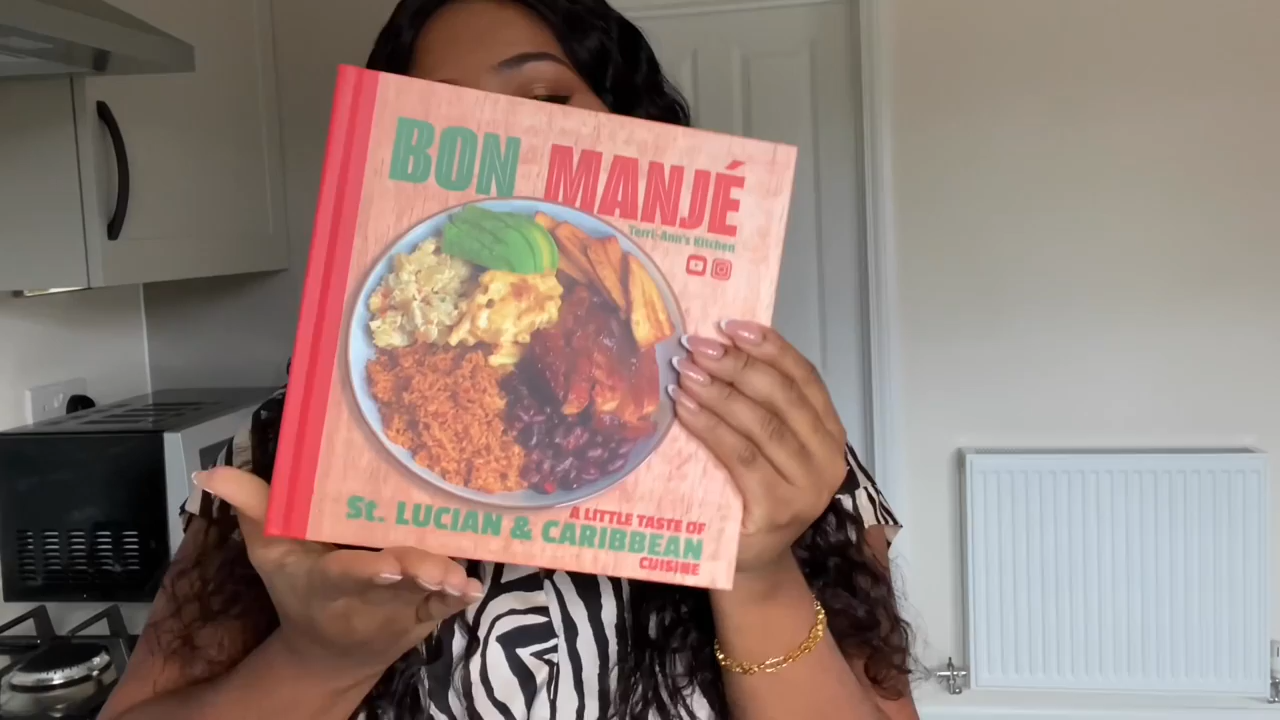 BON MANJÉ
Terri-Ann's Kitchen
A LITTLE TASTE OF
St. LUCIAN & CARIBBEAN
CUISINE